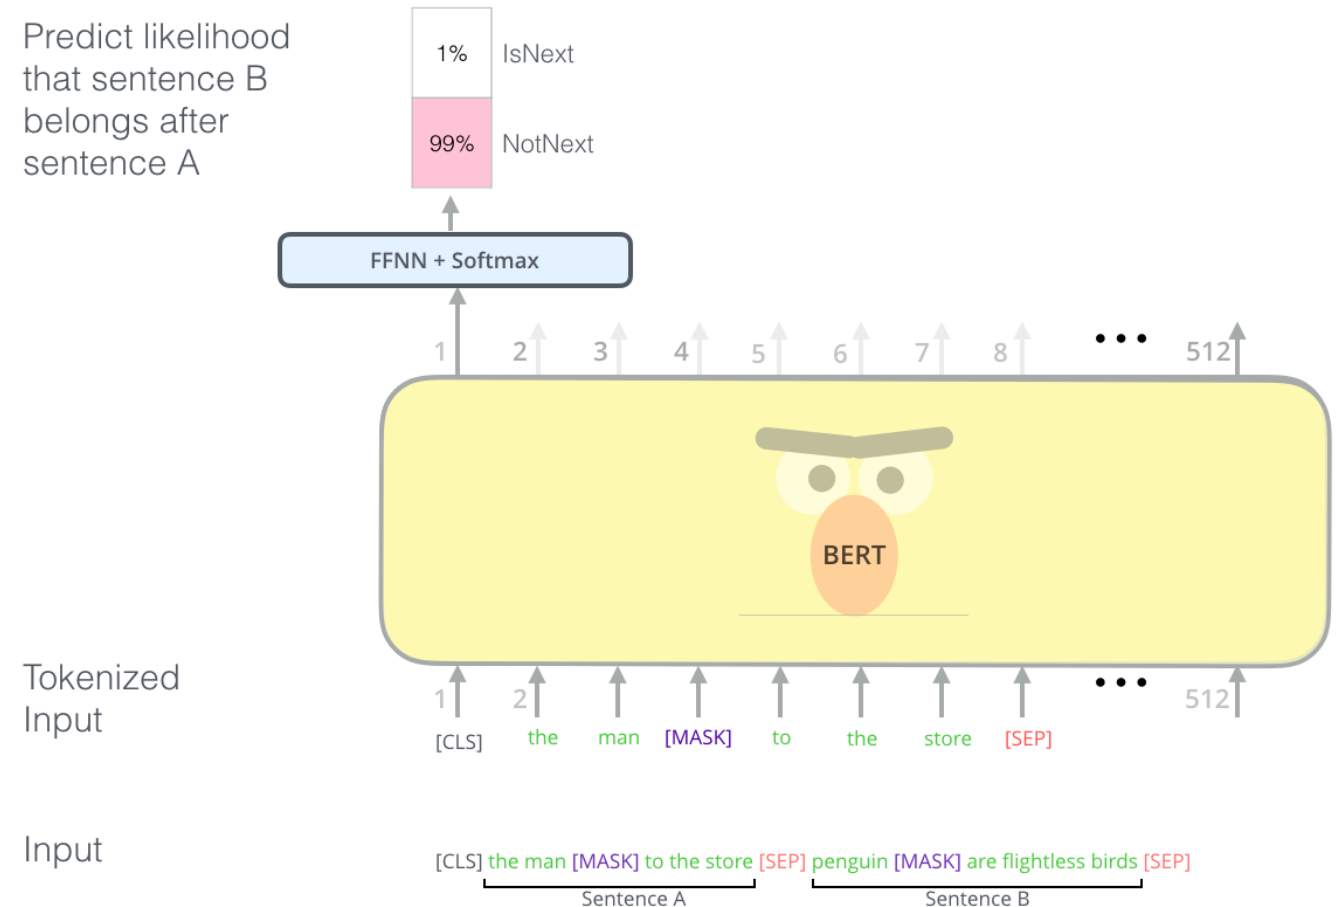 Predict likelihood
that sentence B
belongs after
sentence A
1% IsNext
99% NotNext
FFNN + Softmax
1 2 3 4 5 6 7 8 ••• 512
BERT
Tokenized
Input
1 2 ••• 512
[CLS] the man [MASK] to the store [SEP]
Input
[CLS] the man [MASK] to the store [SEP] penguin [MASK] are flightless birds [SEP]
Sentence A Sentence B